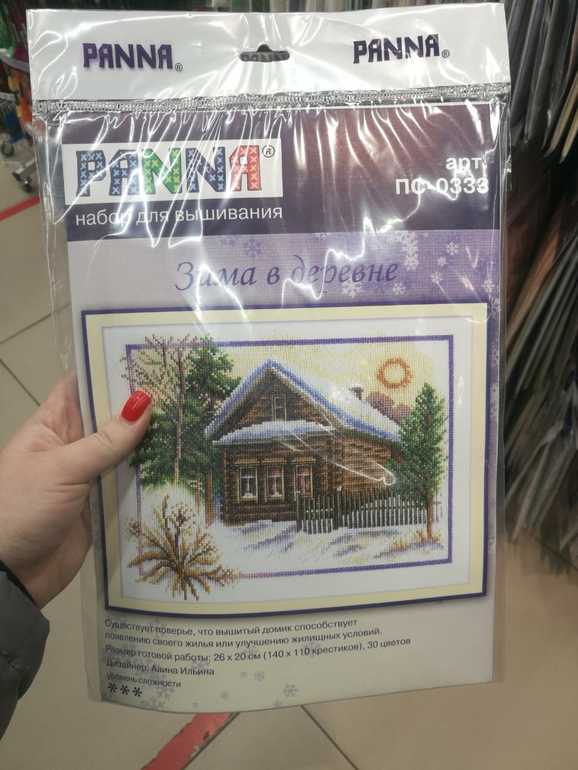 PANNA®
PANNA®
PANNA®
набор для вышивания
арт.
ПС-0333
Зима в деревне
Существует поверье, что вышитый домик способствует
появлению своего жилья или улучшению жилищных условий.
Размер готовой работы: 26 х 20 см (140 х 110 крестиков), 30 цветов
Дизайнер: Алина Ильина
уровень сложности
***